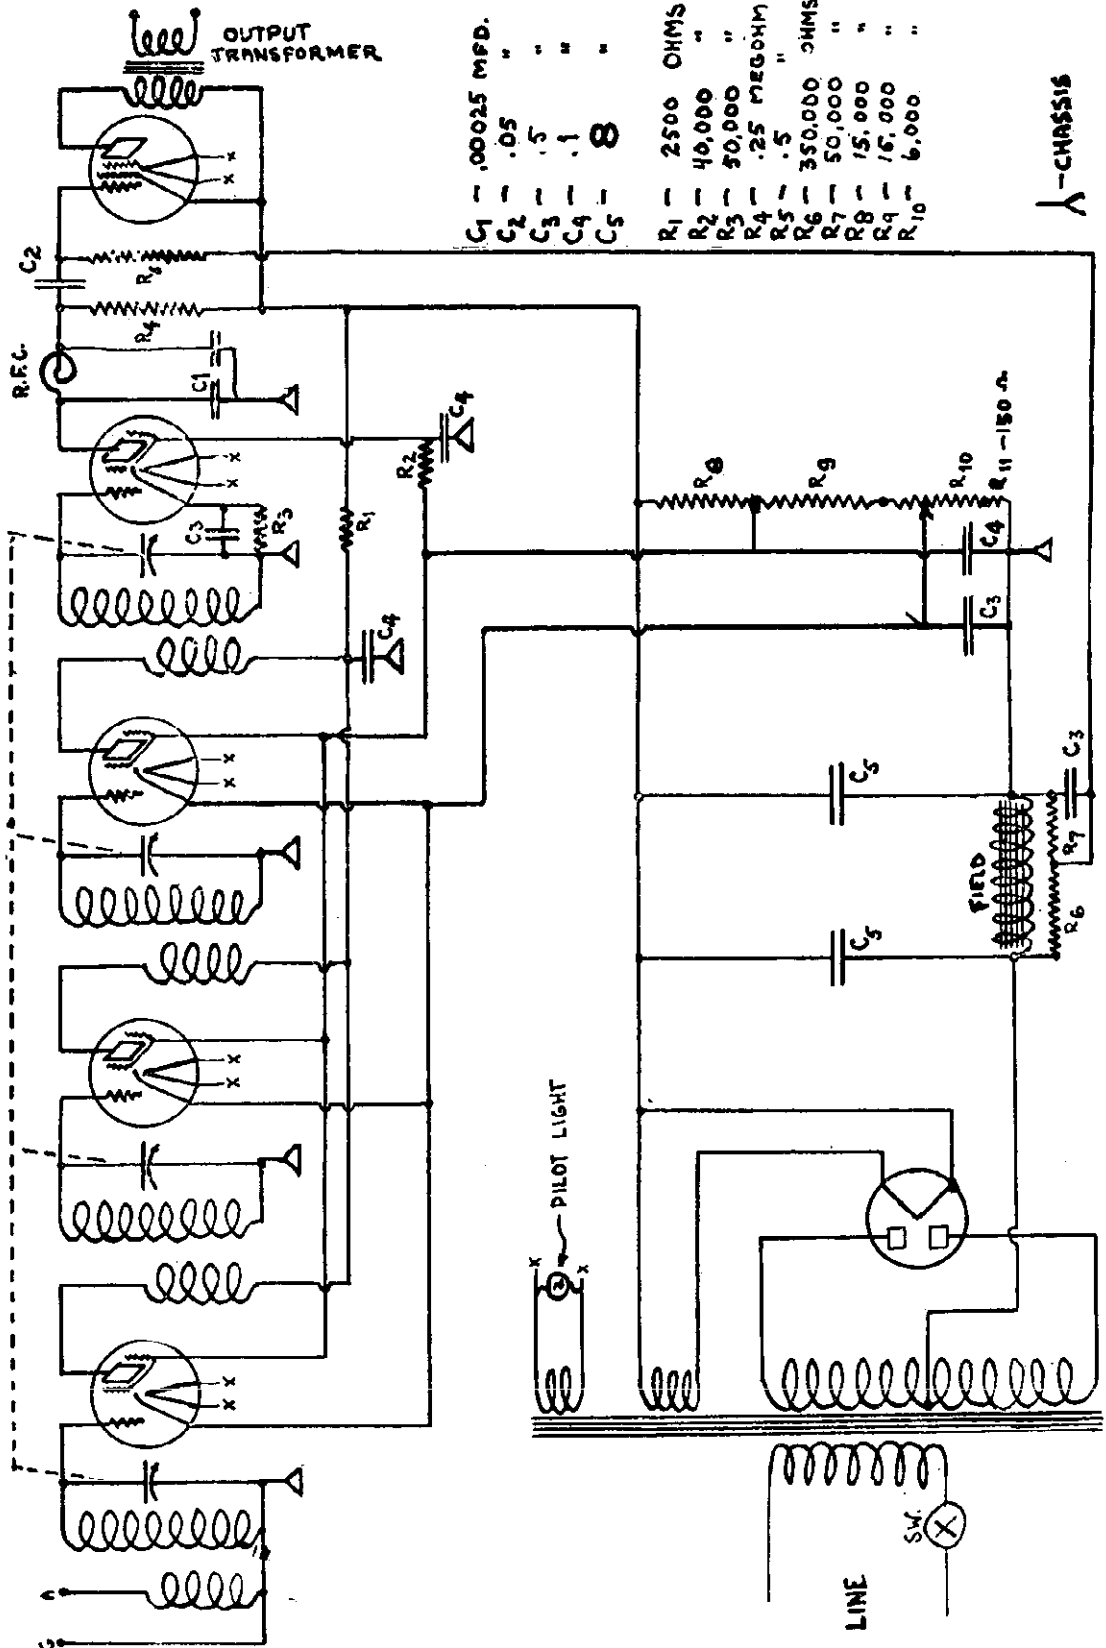 OUTPUT
TRANSFORMER
C1 - .00025 MFD.
C2 - .05 "
C3 - .5 "
C4 - .1 "
C5 - 8 "
R1 - 2500 OHMS
R2 - 40,000 "
R3 - 50,000 "
R4 - .25 MEGOHM
R5 - .5 "
R6 - 350,000 OHMS
R7 - 50,000 "
R8 - 15,000 "
R9 - 15,000 "
R10 - 6,000 "
CHASSIS
C2
R4
R.F.C.
C1
C4
R2
C3
R3
R1
C4
R8
R9
R10
R11 - 150 Ω
C4
C3
C5
C3
R7
FIELD
R6
C5
X
X
X
X
X
X
X
X
X
X
PILOT LIGHT
X
X
A
G
SW.
X
LINE